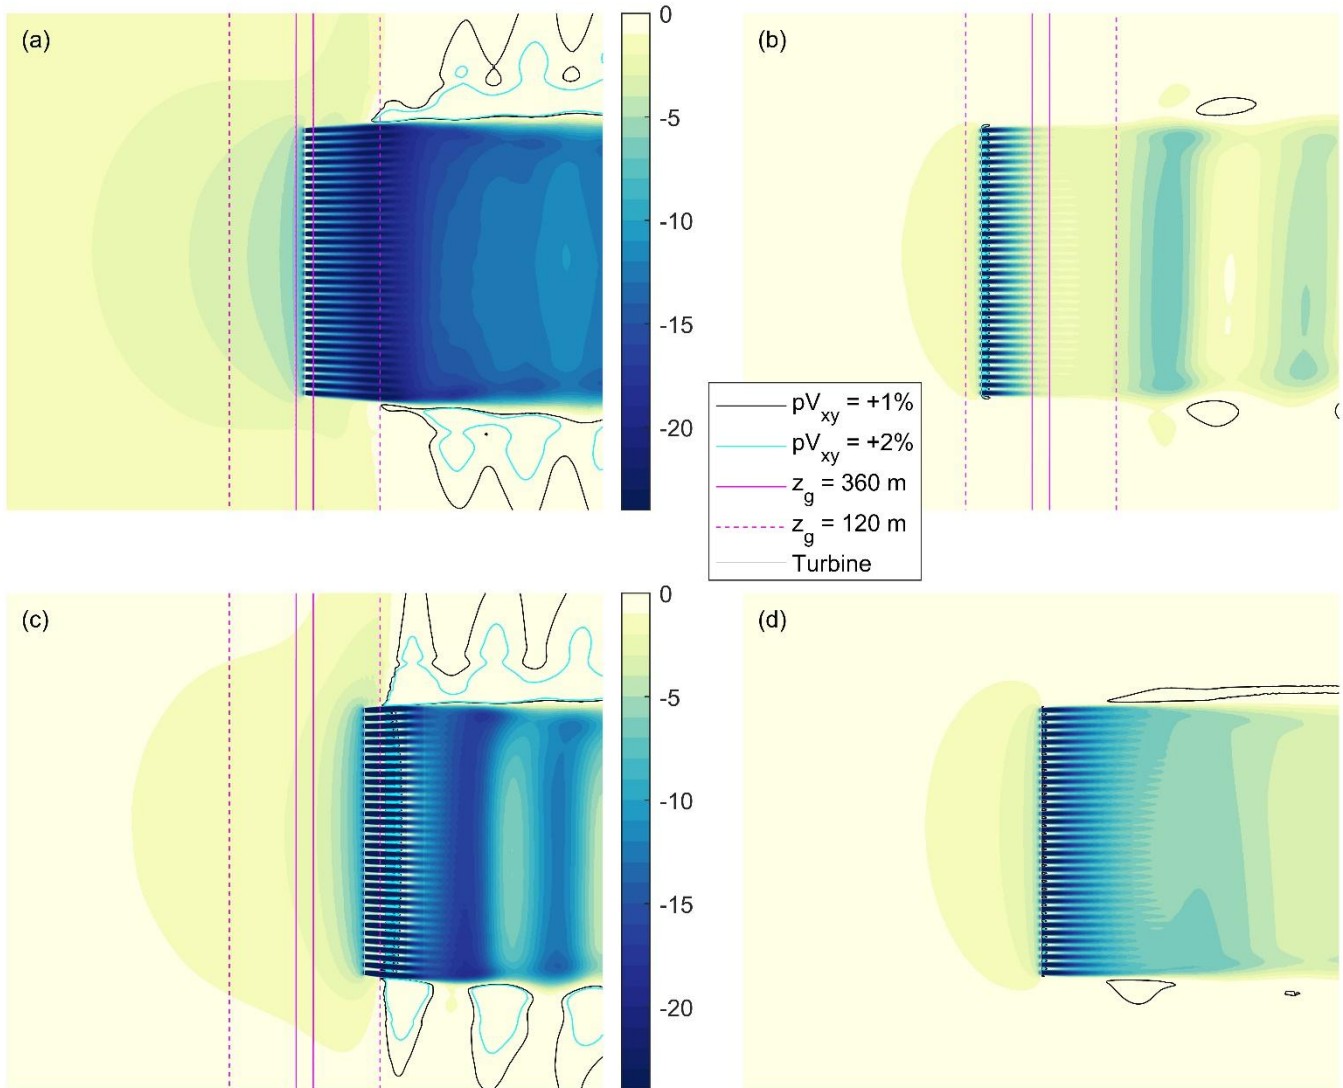 (a)
0
-5
-10
-15
-20
(b)
pV_xy = +1%
pV_xy = +2%
z_g = 360 m
z_g = 120 m
Turbine
(c)
0
-5
-10
-15
-20
(d)